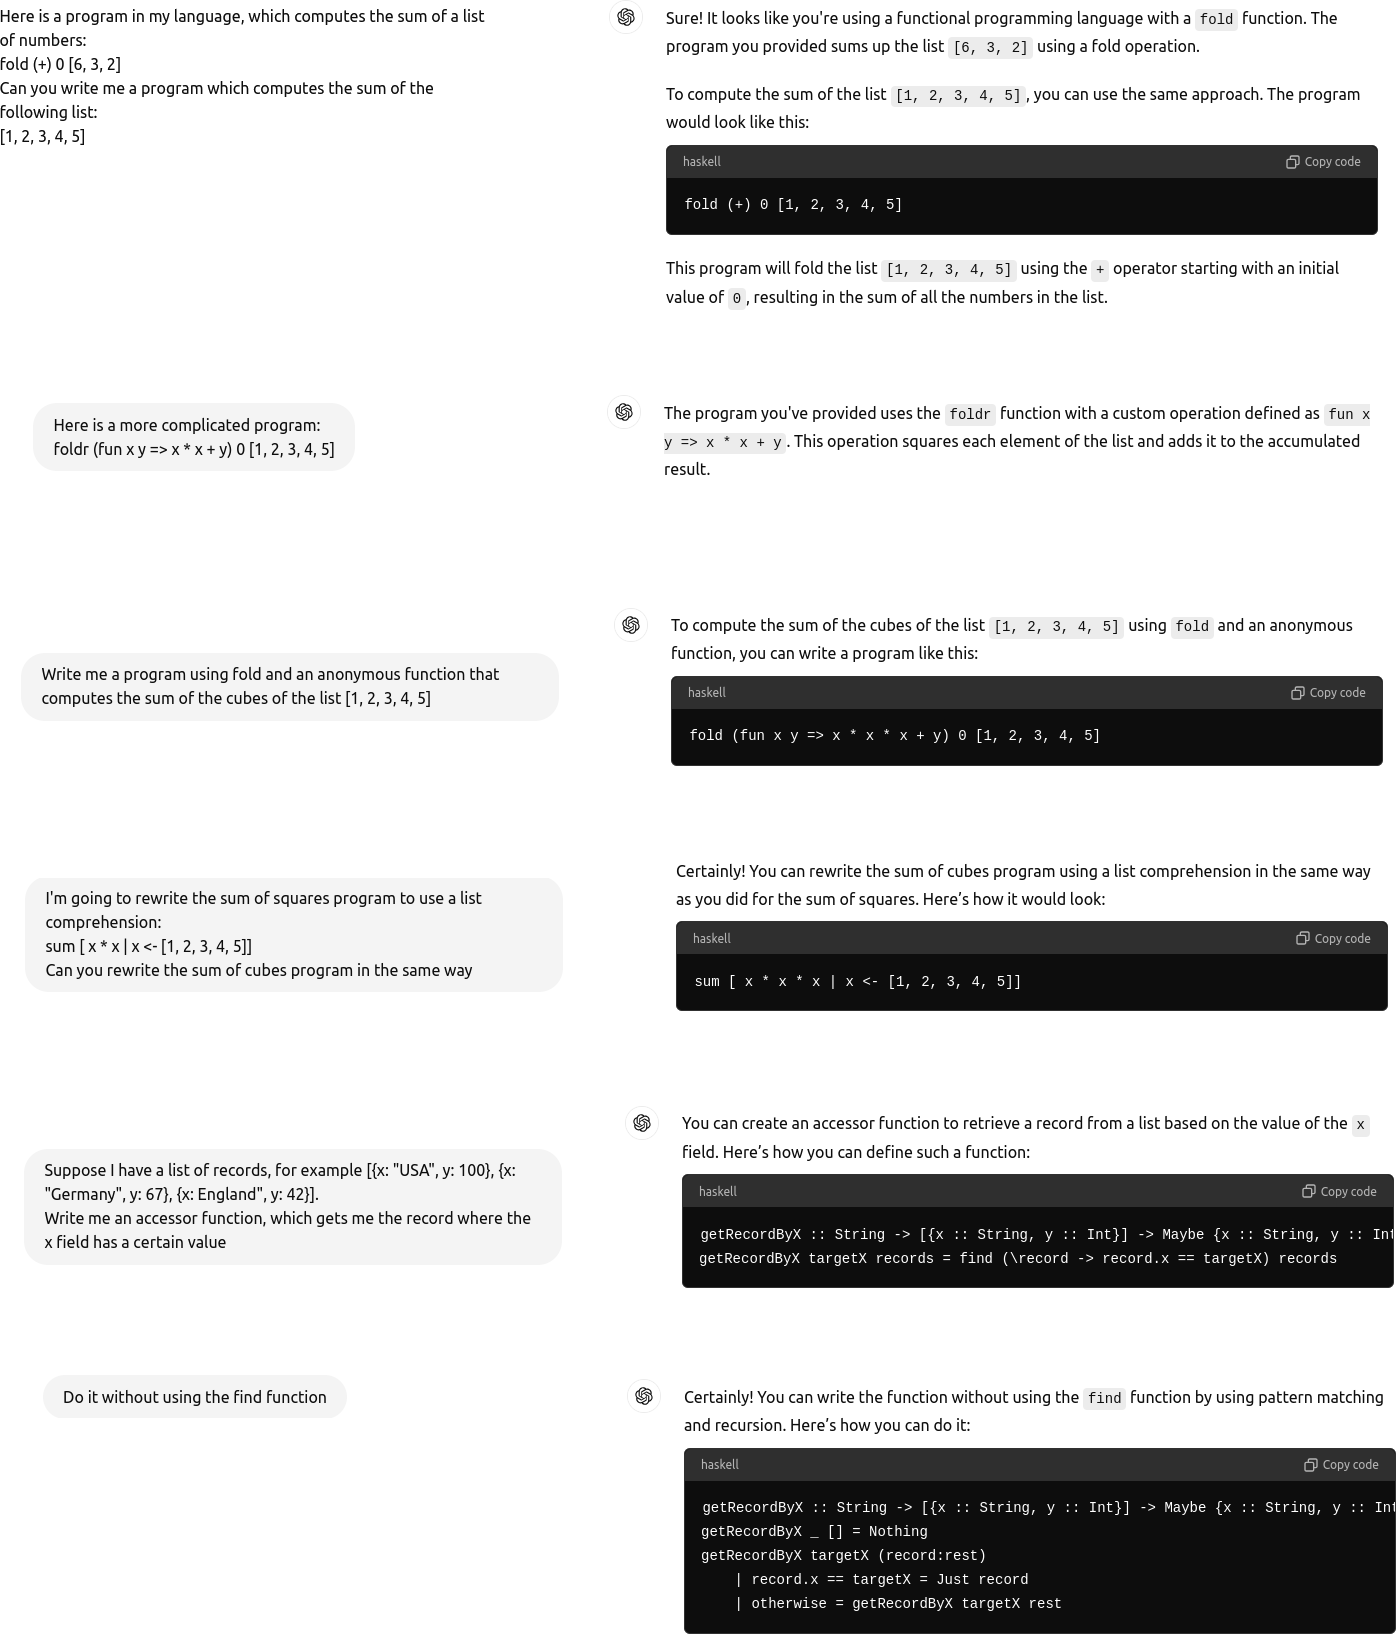 Here is a program in my language, which computes the sum of a list
of numbers:
fold (+) 0 [6, 3, 2]
Can you write me a program which computes the sum of the
following list:
[1, 2, 3, 4, 5]
Sure! It looks like you're using a functional programming language with a fold function. The
program you provided sums up the list [6, 3, 2] using a fold operation.
To compute the sum of the list [1, 2, 3, 4, 5], you can use the same approach. The program
would look like this:
haskell
Copy code
fold (+) 0 [1, 2, 3, 4, 5]
This program will fold the list [1, 2, 3, 4, 5] using the + operator starting with an initial
value of 0, resulting in the sum of all the numbers in the list.
Here is a more complicated program:
foldr (fun x y => x * x + y) 0 [1, 2, 3, 4, 5]
The program you've provided uses the foldr function with a custom operation defined as fun x
y => x * x + y. This operation squares each element of the list and adds it to the accumulated
result.
Write me a program using fold and an anonymous function that
computes the sum of the cubes of the list [1, 2, 3, 4, 5]
To compute the sum of the cubes of the list [1, 2, 3, 4, 5] using fold and an anonymous
function, you can write a program like this:
haskell
Copy code
fold (fun x y => x * x * x + y) 0 [1, 2, 3, 4, 5]
I'm going to rewrite the sum of squares program to use a list
comprehension:
sum [ x * x | x <- [1, 2, 3, 4, 5]]
Can you rewrite the sum of cubes program in the same way
Certainly! You can rewrite the sum of cubes program using a list comprehension in the same way
as you did for the sum of squares. Here’s how it would look:
haskell
Copy code
sum [ x * x * x | x <- [1, 2, 3, 4, 5]]
Suppose I have a list of records, for example [{x: "USA", y: 100}, {x:
"Germany", y: 67}, {x: England", y: 42}].
Write me an accessor function, which gets me the record where the
x field has a certain value
You can create an accessor function to retrieve a record from a list based on the value of the x
field. Here’s how you can define such a function:
haskell
Copy code
getRecordByX :: String -> [{x :: String, y :: Int}] -> Maybe {x :: String, y :: Int
getRecordByX targetX records = find (\record -> record.x == targetX) records
Do it without using the find function
Certainly! You can write the function without using the find function by using pattern matching
and recursion. Here’s how you can do it:
haskell
Copy code
getRecordByX :: String -> [{x :: String, y :: Int}] -> Maybe {x :: String, y :: Int
getRecordByX _ [] = Nothing
getRecordByX targetX (record:rest)
    | record.x == targetX = Just record
    | otherwise = getRecordByX targetX rest